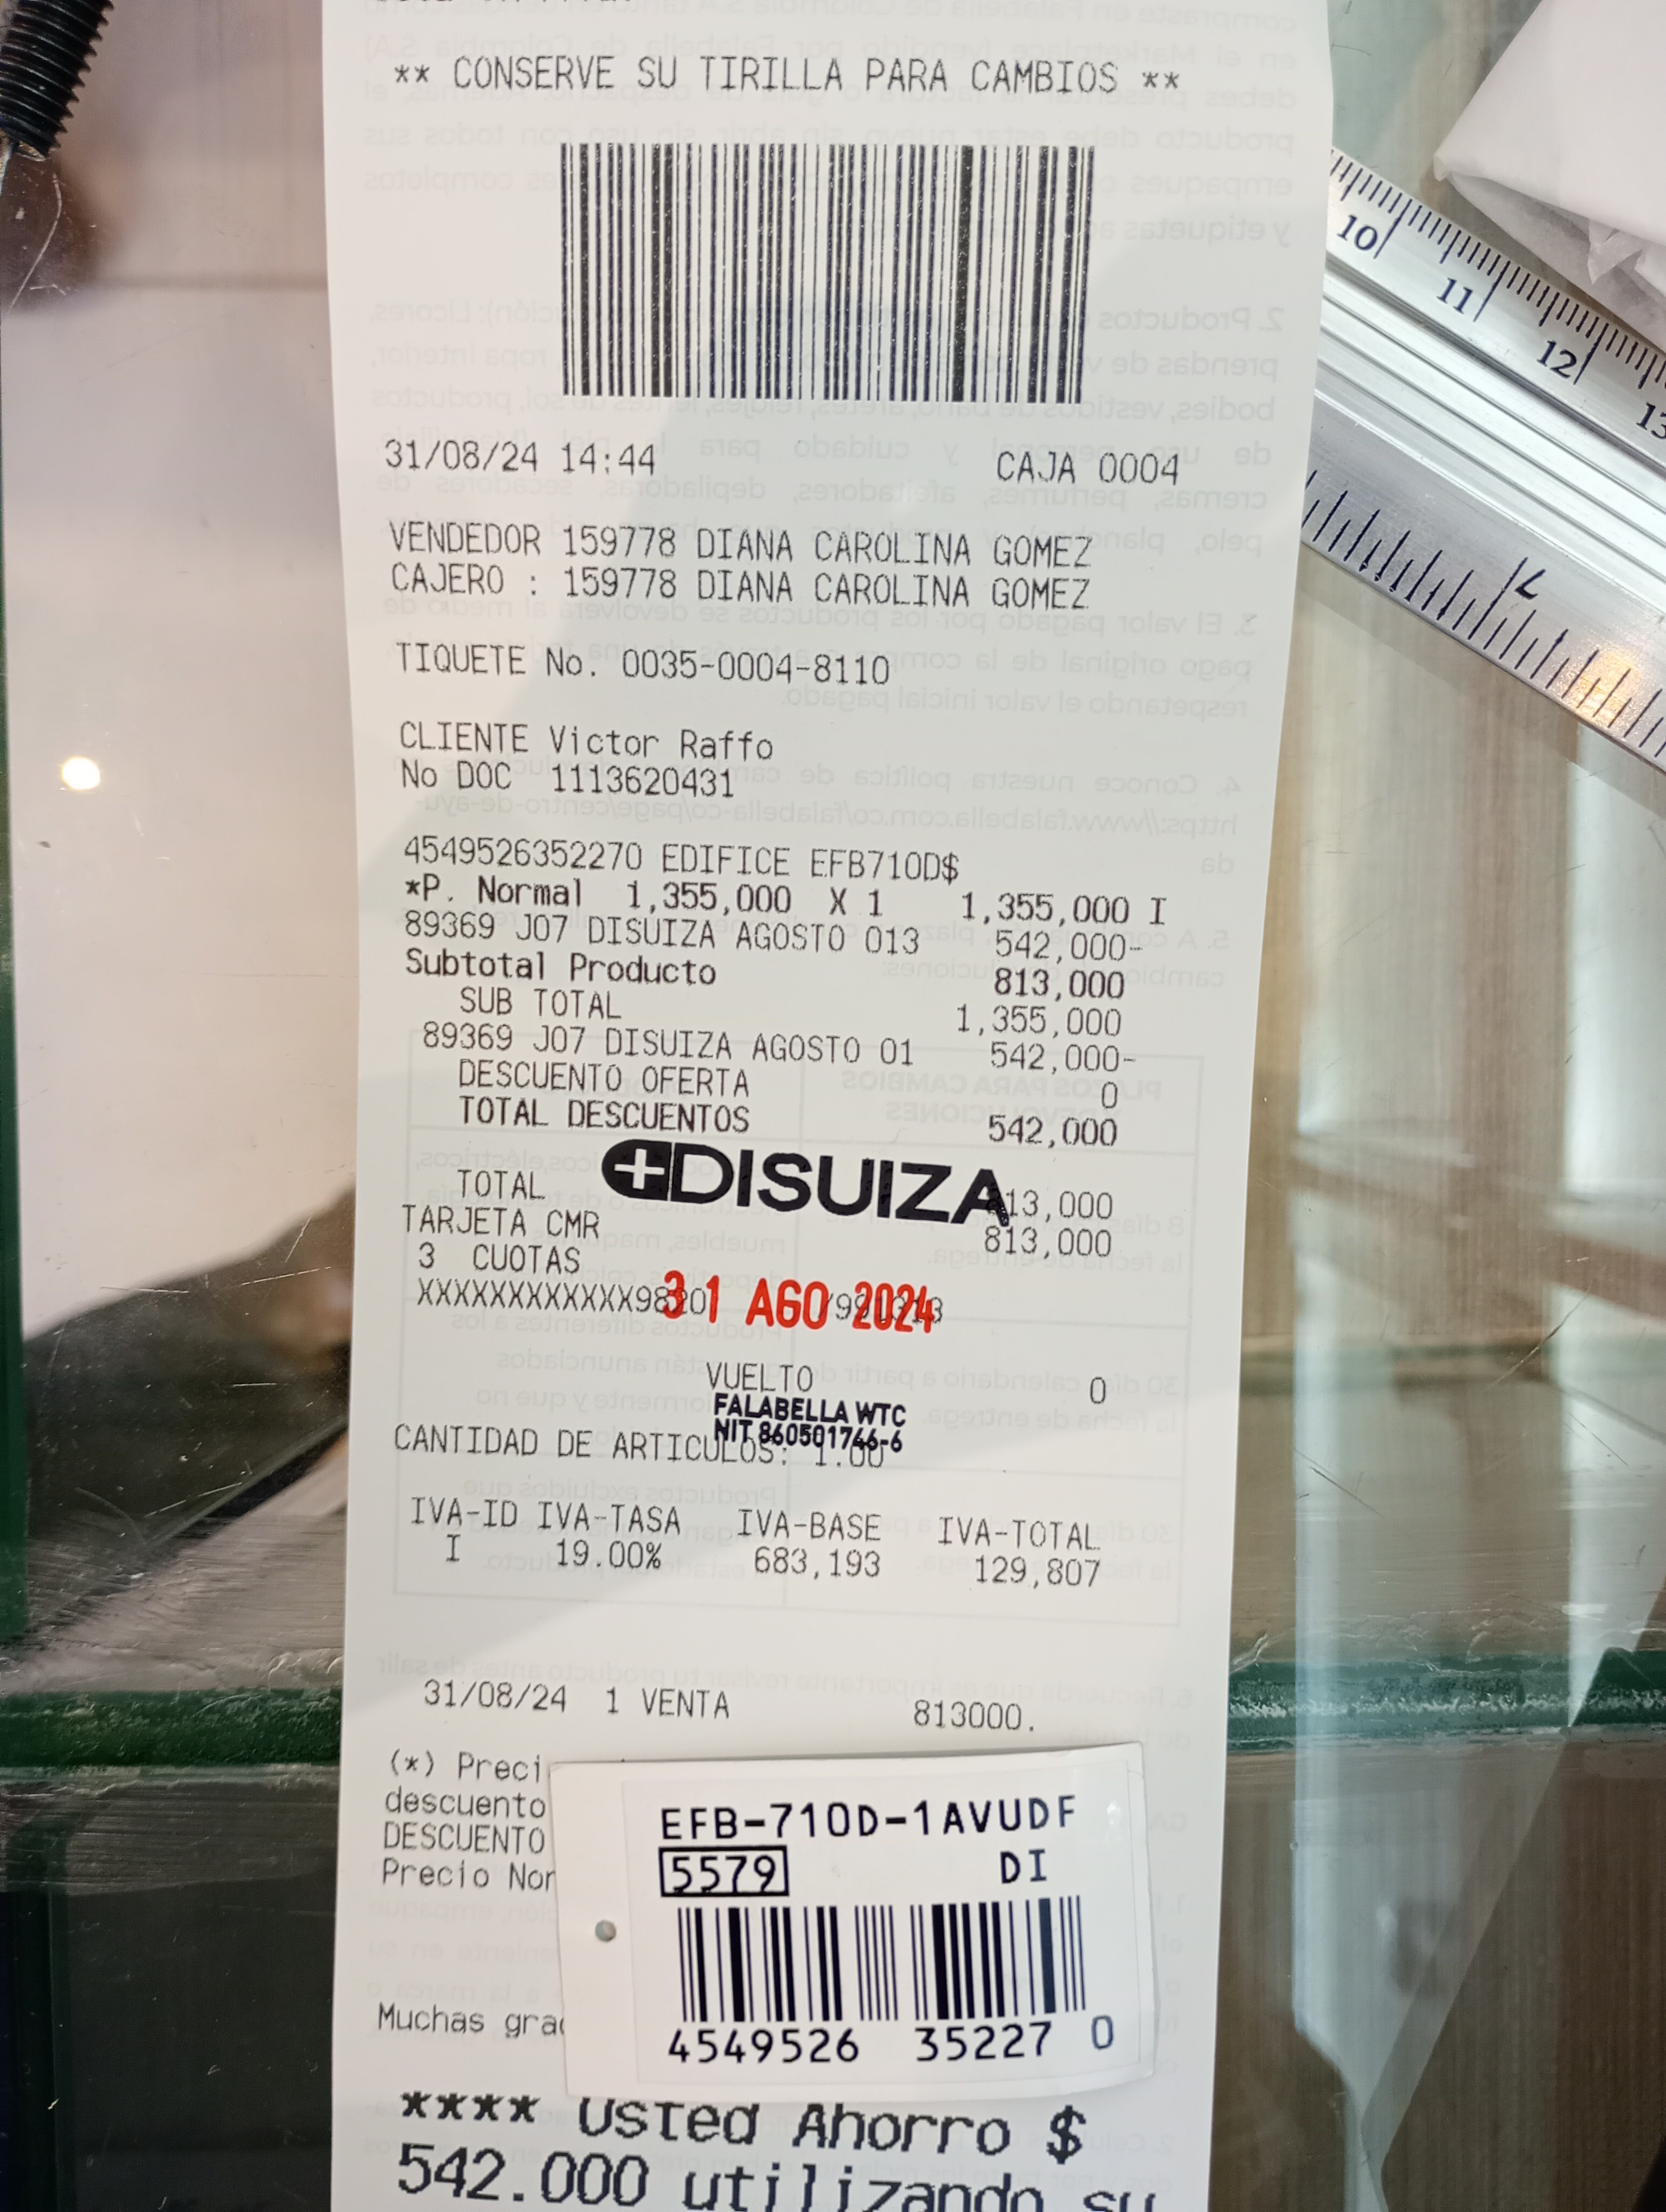 ** CONSERVE SU TIRILLA PARA CAMBIOS **
31/08/24 14:44 CAJA 0004
VENDEDOR 159778 DIANA CAROLINA GOMEZ
CAJERO : 159778 DIANA CAROLINA GOMEZ
TIQUETE No. 0035-0004-8110
CLIENTE Victor Raffo
No DOC 1113620431
4549526352270 EDIFICE EFB710D$
*P. Normal 1,355,000 X 1 1,355,000 I
89369 J07 DISUIZA AGOSTO 013 542,000-
Subtotal Producto 813,000
SUB TOTAL 1,355,000
89369 J07 DISUIZA AGOSTO 01 542,000-
DESCUENTO OFERTA 0
TOTAL DESCUENTOS 542,000
DISUIZA
TOTAL 813,000
TARJETA CMR 813,000
3 CUOTAS
31 AGO 2024
VUELTO 0
FALABELLA WTC
NIT 860501746-6
CANTIDAD DE ARTICULOS: 1.00
IVA-ID IVA-TASA IVA-BASE IVA-TOTAL
I 19.00% 683,193 129,807
31/08/24 1 VENTA 813000.
(*) Preci
descuento
DESCUENTO
Precio Nor
EFB-710D-1AVUDF
5579 DI
4549526 35227 0
Muchas gra
**** Usted Ahorro $
542.000 utilizando su
10 11 12 13
7